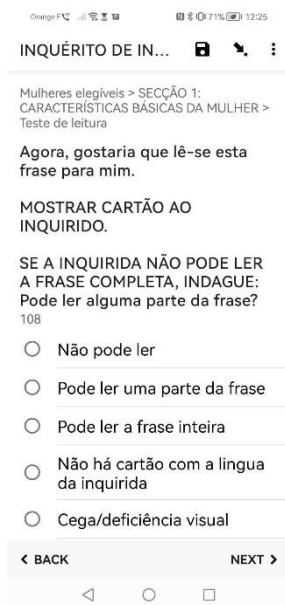 Orange F 71% 12:25
INQUÉRITO DE IN...
Mulheres elegíveis > SECÇÃO 1:
CARACTERÍSTICAS BÁSICAS DA MULHER >
Teste de leitura
Agora, gostaria que lê-se esta
frase para mim.
MOSTRAR CARTÃO AO
INQUIRIDO.
SE A INQUIRIDA NÃO PODE LER
A FRASE COMPLETA, INDAGUE:
Pode ler alguma parte da frase?
108
Não pode ler
Pode ler uma parte da frase
Pode ler a frase inteira
Não há cartão com a lingua
da inquirida
Cega/deficiência visual
< BACK NEXT >